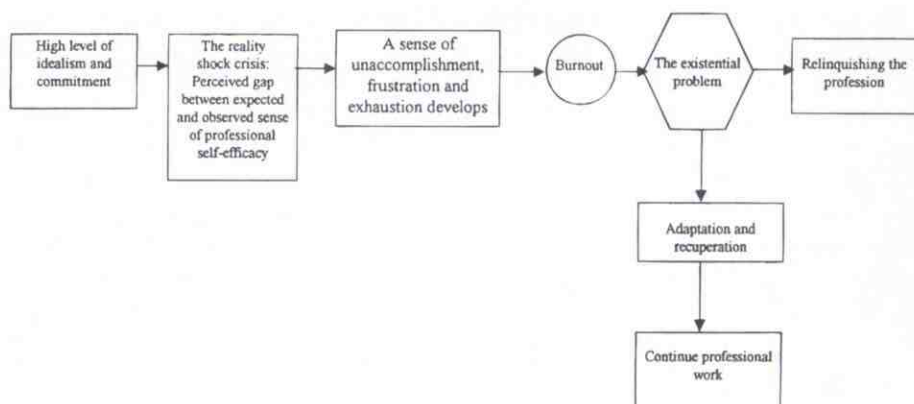 High level of
idealism and
commitment
The reality
shock crisis:
Perceived gap
between expected
and observed sense
of professional
self-efficacy
A sense of
unaccomplishment,
frustration and
exhaustion develops
Burnout
The existential
problem
Relinquishing the
profession
Adaptation and
recuperation
Continue professional
work